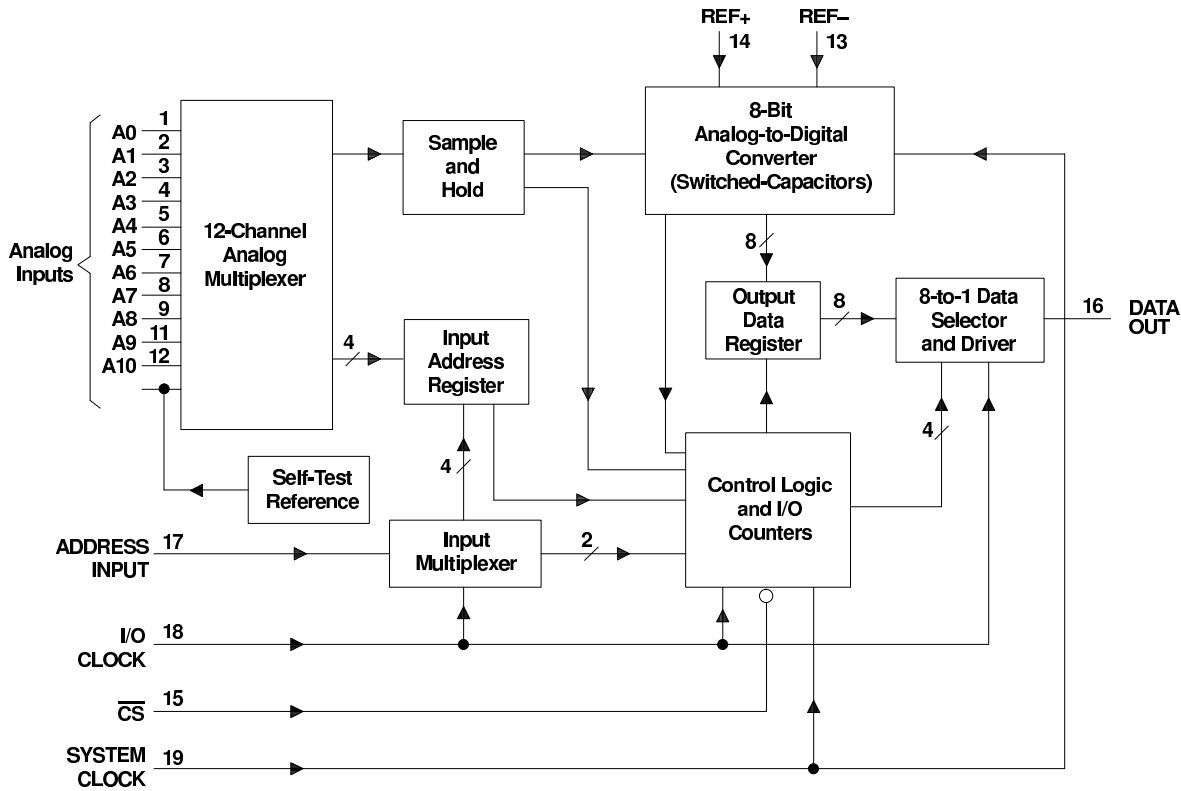 REF+
14
REF–
13
8-Bit
Analog-to-Digital
Converter
(Switched-Capacitors)
Analog
Inputs
A0
1
A1
2
A2
3
A3
4
A4
5
A5
6
A6
7
A7
8
A8
9
A9
11
A10
12
12-Channel
Analog
Multiplexer
Sample
and
Hold
8
Output
Data
Register
8
8-to-1 Data
Selector
and Driver
16
DATA
OUT
4
Input
Address
Register
4
4
Self-Test
Reference
Control Logic
and I/O
Counters
ADDRESS
INPUT
17
Input
Multiplexer
2
I/O
CLOCK
18
CS
15
SYSTEM
CLOCK
19